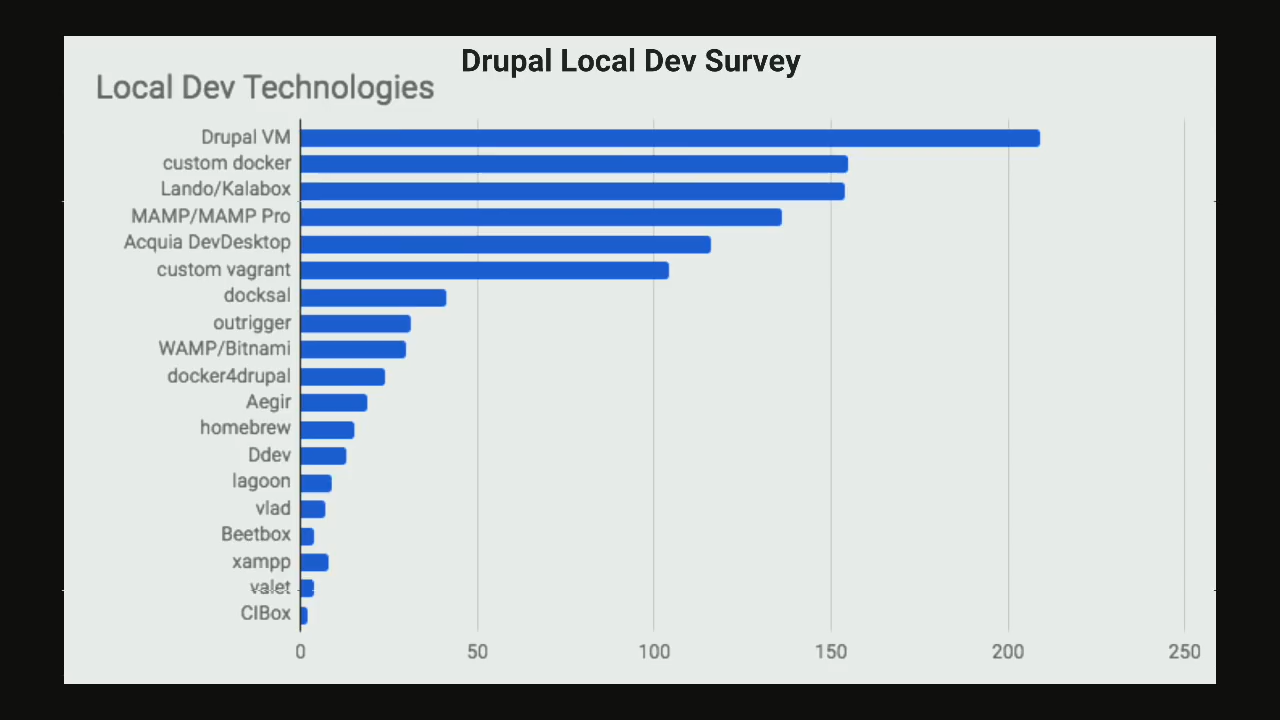 Drupal Local Dev Survey
Local Dev Technologies
Drupal VM
custom docker
Lando/Kalabox
MAMP/MAMP Pro
Acquia DevDesktop
custom vagrant
docksal
outrigger
WAMP/Bitnami
docker4drupal
Aegir
homebrew
Ddev
lagoon
vlad
Beetbox
xampp
valet
CIBox
0 50 100 150 200 250